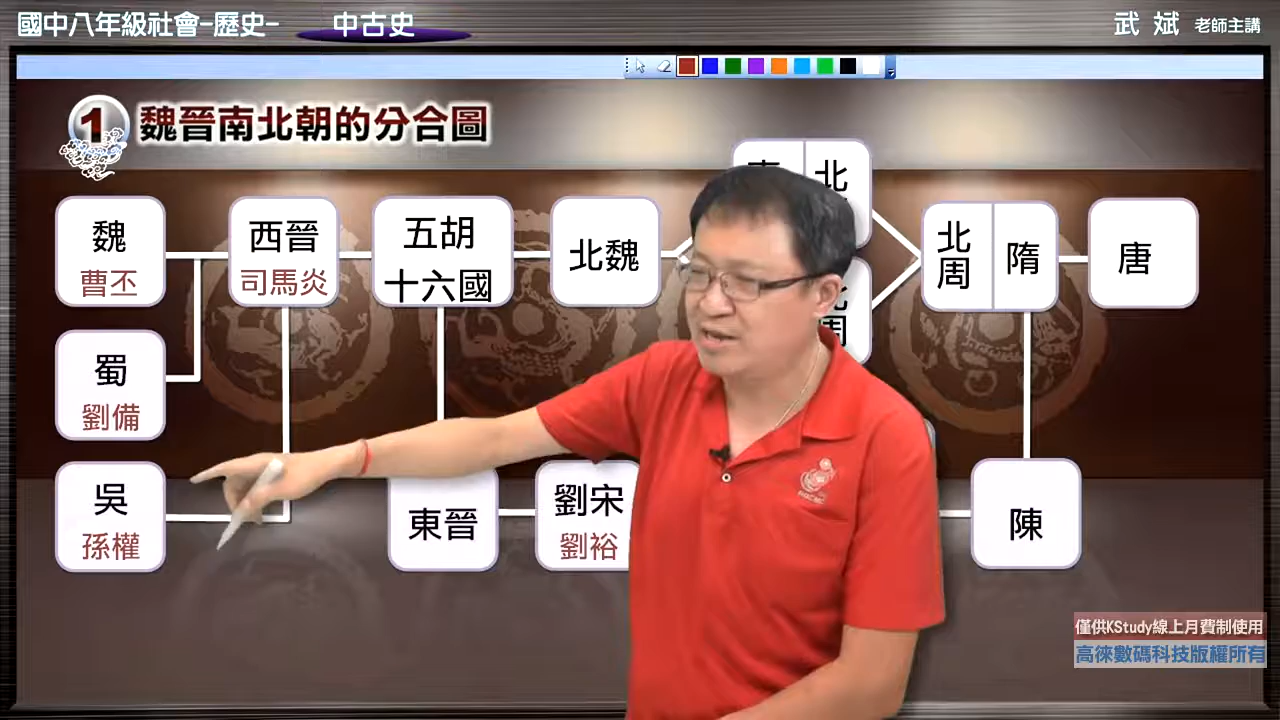 國中八年級社會-歷史-
中古史
武 斌 老師主講
1 魏晉南北朝的分合圖
魏
曹丕
蜀
劉備
吳
孫權
西晉
司馬炎
五胡
十六國
北魏
北
周
北
周
隋
唐
東晉
劉宋
劉裕
陳
僅供KStudy線上月費制使用
高徠數碼科技版權所有